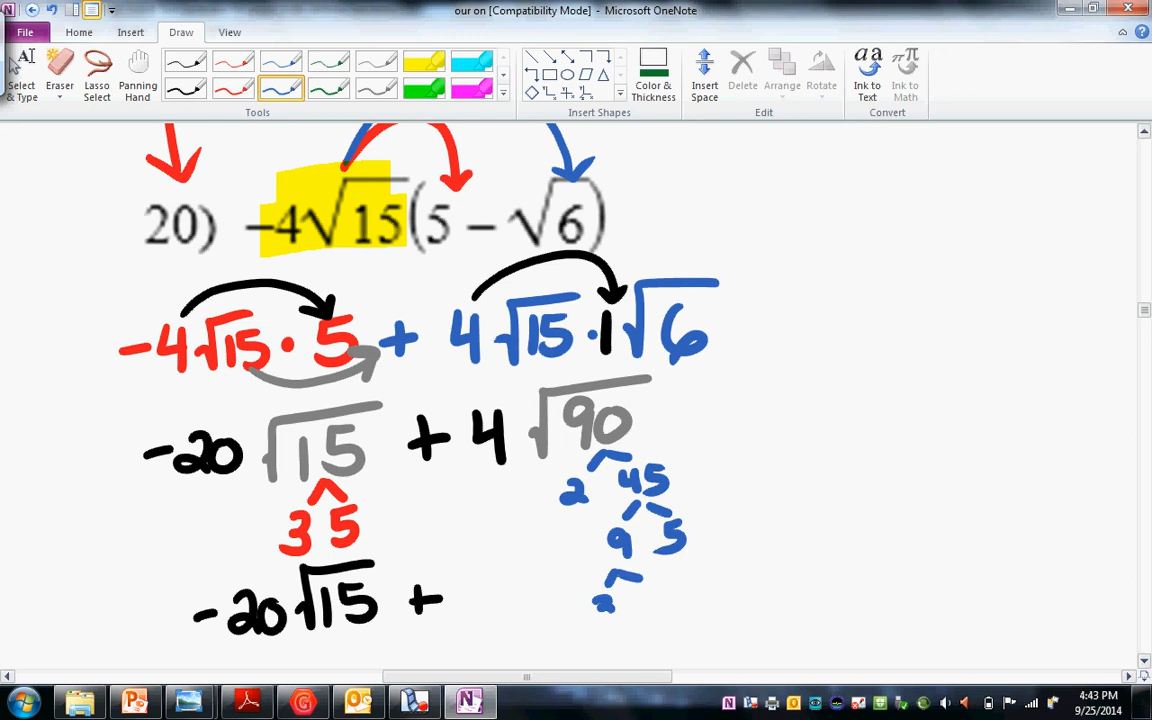 our on [Compatibility Mode] - Microsoft OneNote
File Home Insert Draw View
Select & Type Eraser Lasso Select Panning Hand Color & Thickness Insert Space Delete Arrange Rotate Ink to Text Ink to Math
Tools Insert Shapes Edit Convert
20) −4√15(5 − √6)
-4√15 · 5 + 4√15 · 1√6
-20 √15 + 4 √90
2 45
3 5 9 5
-20√15 +
4:43 PM
9/25/2014